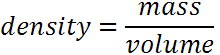 density = mass / volume